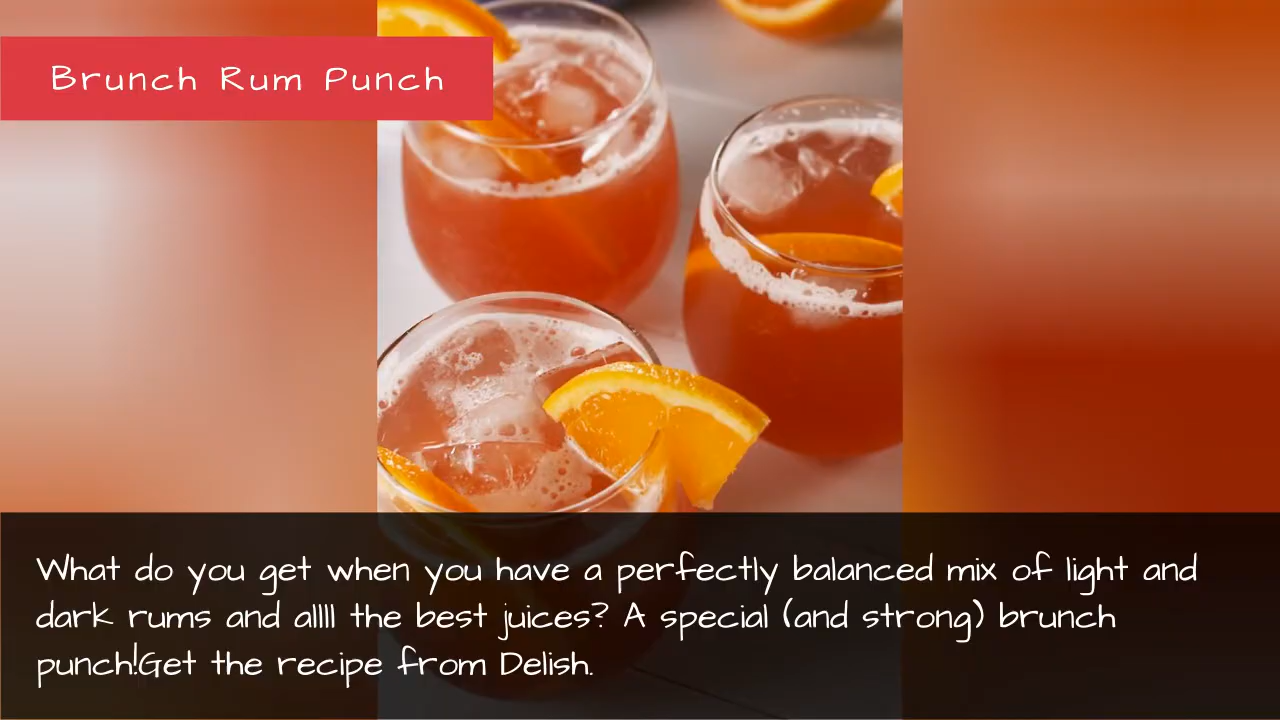 Brunch Rum Punch
What do you get when you have a perfectly balanced mix of light and
dark rums and allll the best juices? A special (and strong) brunch
punch!Get the recipe from Delish.